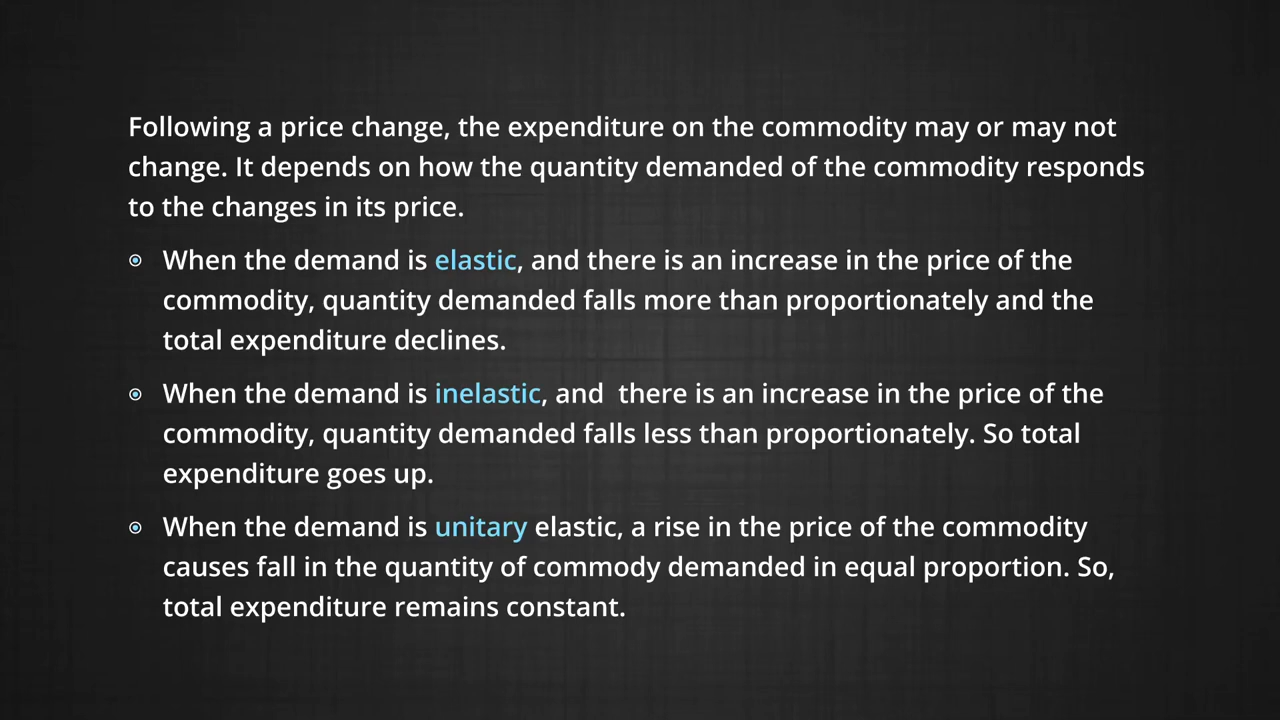 Following a price change, the expenditure on the commodity may or may not
change. It depends on how the quantity demanded of the commodity responds
to the changes in its price.
When the demand is elastic, and there is an increase in the price of the
commodity, quantity demanded falls more than proportionately and the
total expenditure declines.
When the demand is inelastic, and  there is an increase in the price of the
commodity, quantity demanded falls less than proportionately. So total
expenditure goes up.
When the demand is unitary elastic, a rise in the price of the commodity
causes fall in the quantity of commody demanded in equal proportion. So,
total expenditure remains constant.